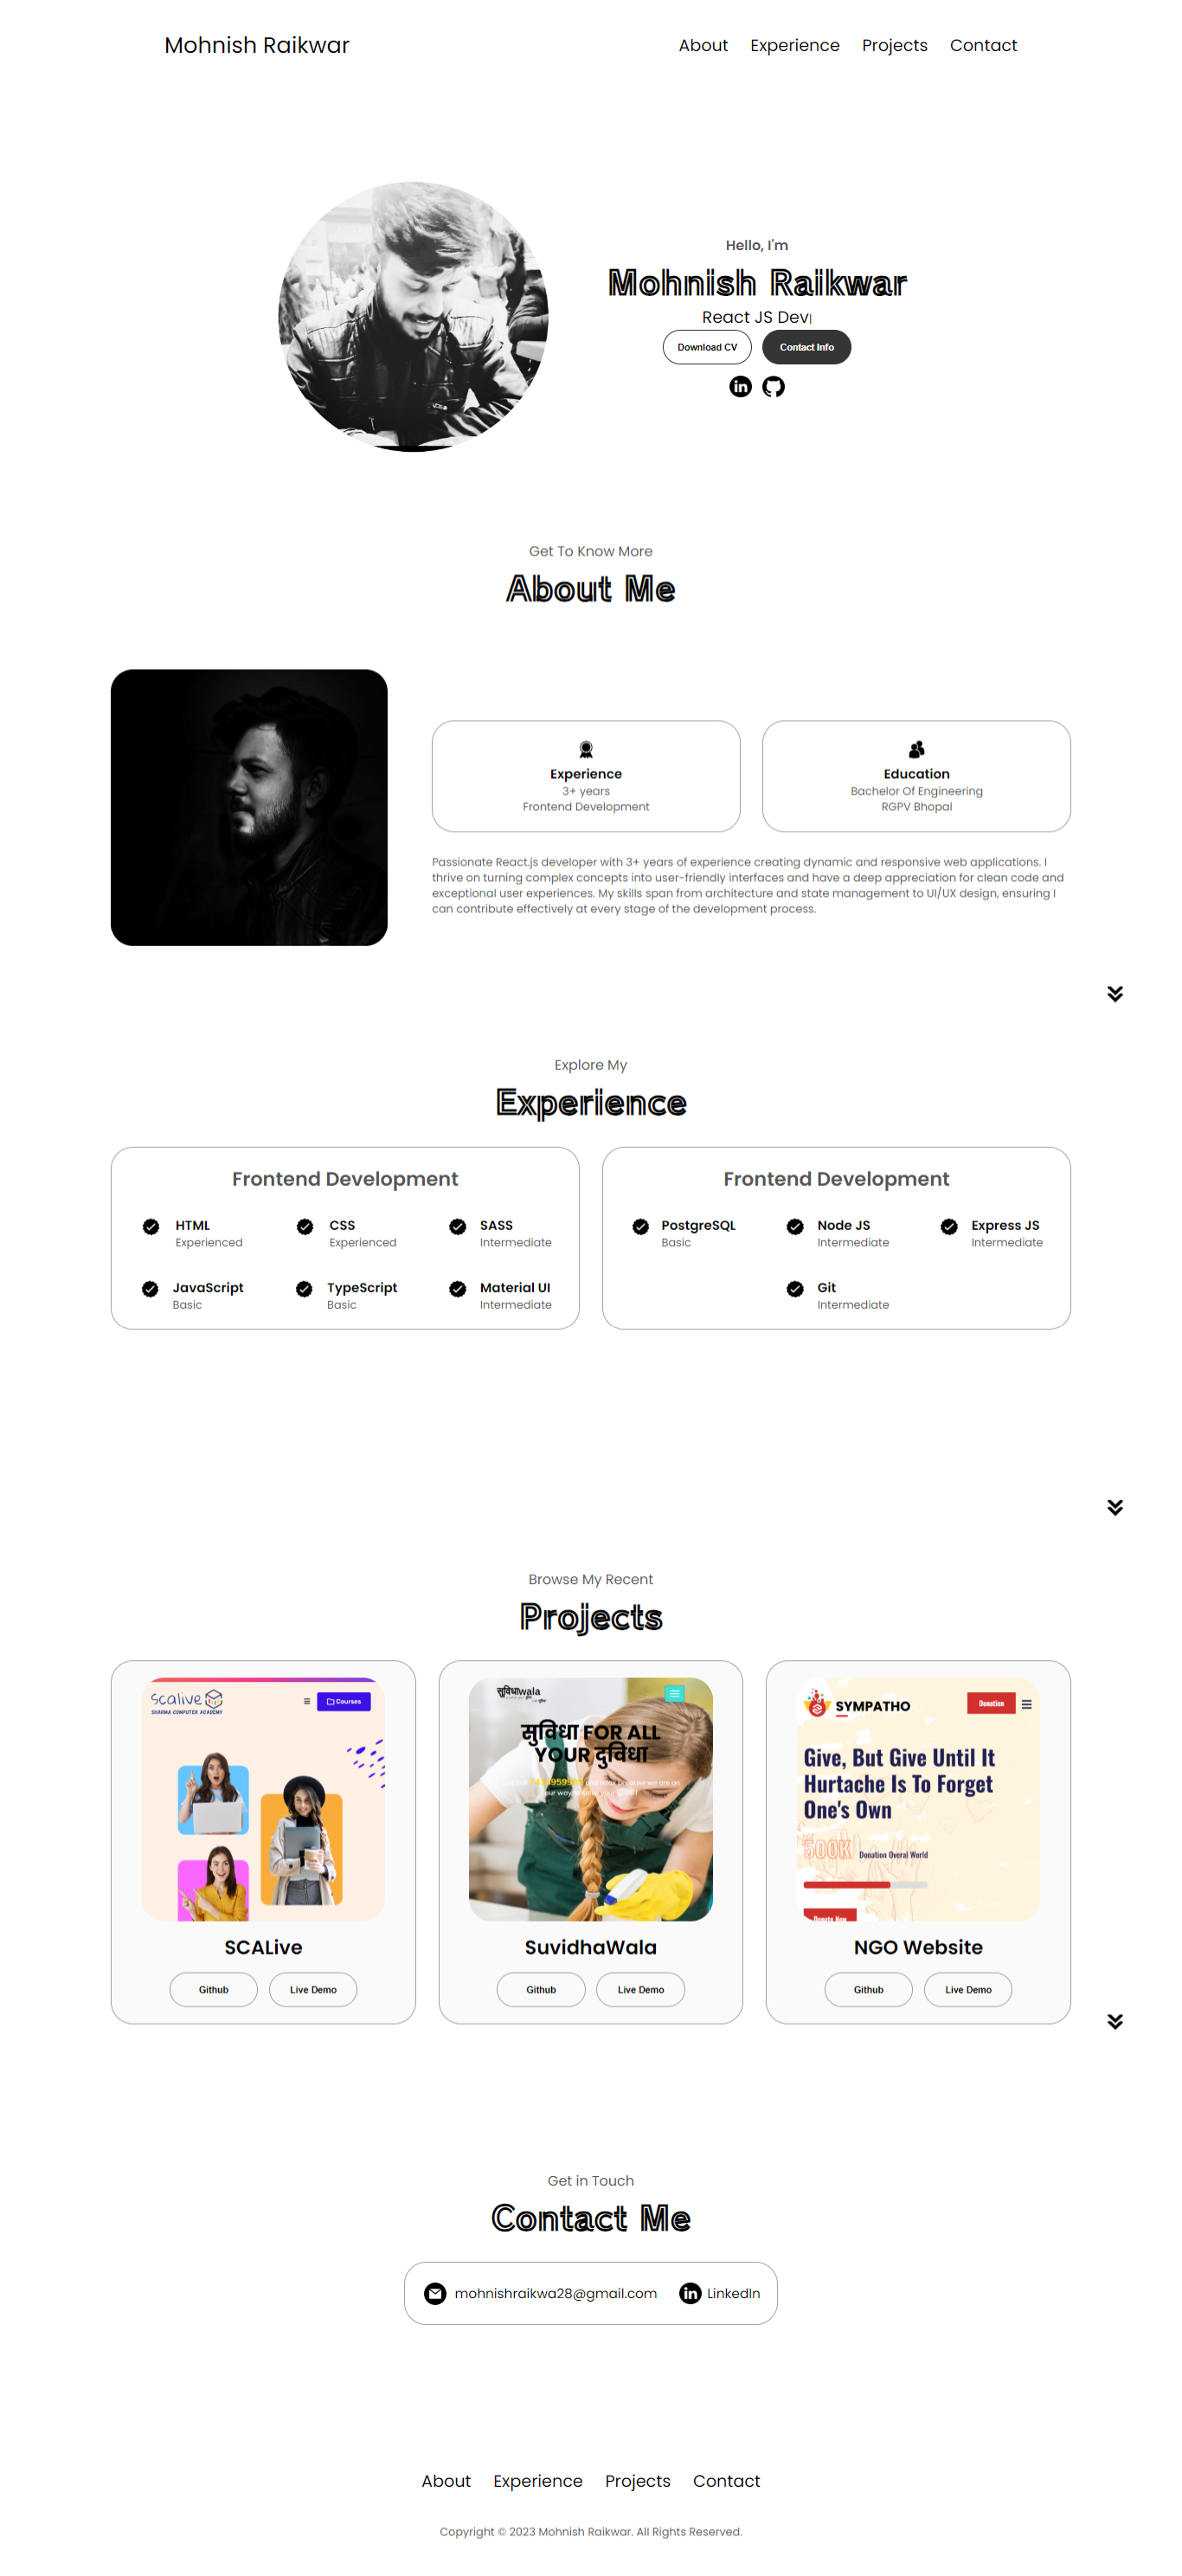 Mohnish Raikwar
About Experience Projects Contact
Hello, I'm
Mohnish Raikwar
React JS Dev|
Download CV Contact Info
Get To Know More
About Me
Experience
3+ years
Frontend Development
Education
Bachelor Of Engineering
RGPV Bhopal
Passionate React.js developer with 3+ years of experience creating dynamic and responsive web applications. I
thrive on turning complex concepts into user-friendly interfaces and have a deep appreciation for clean code and
exceptional user experiences. My skills span from architecture and state management to UI/UX design, ensuring I
can contribute effectively at every stage of the development process.
Explore My
Experience
Frontend Development
HTML
Experienced
CSS
Experienced
SASS
Intermediate
JavaScript
Basic
TypeScript
Basic
Material UI
Intermediate
Frontend Development
PostgreSQL
Basic
Node JS
Intermediate
Express JS
Intermediate
Git
Intermediate
Browse My Recent
Projects
scalive
SHARMA COMPUTER ACADEMY
Courses
SCALive
Github Live Demo
सुविधाwala
सुविधा FOR ALL
YOUR दुविधा
and relax because we are on
SuvidhaWala
Github Live Demo
SYMPATHO
Donation
Give, But Give Until It
Hurtache Is To Forget
One's Own
500K Donation Overal World
Donate Now
NGO Website
Github Live Demo
Get in Touch
Contact Me
mohnishraikwa28@gmail.com LinkedIn
About Experience Projects Contact
Copyright © 2023 Mohnish Raikwar. All Rights Reserved.